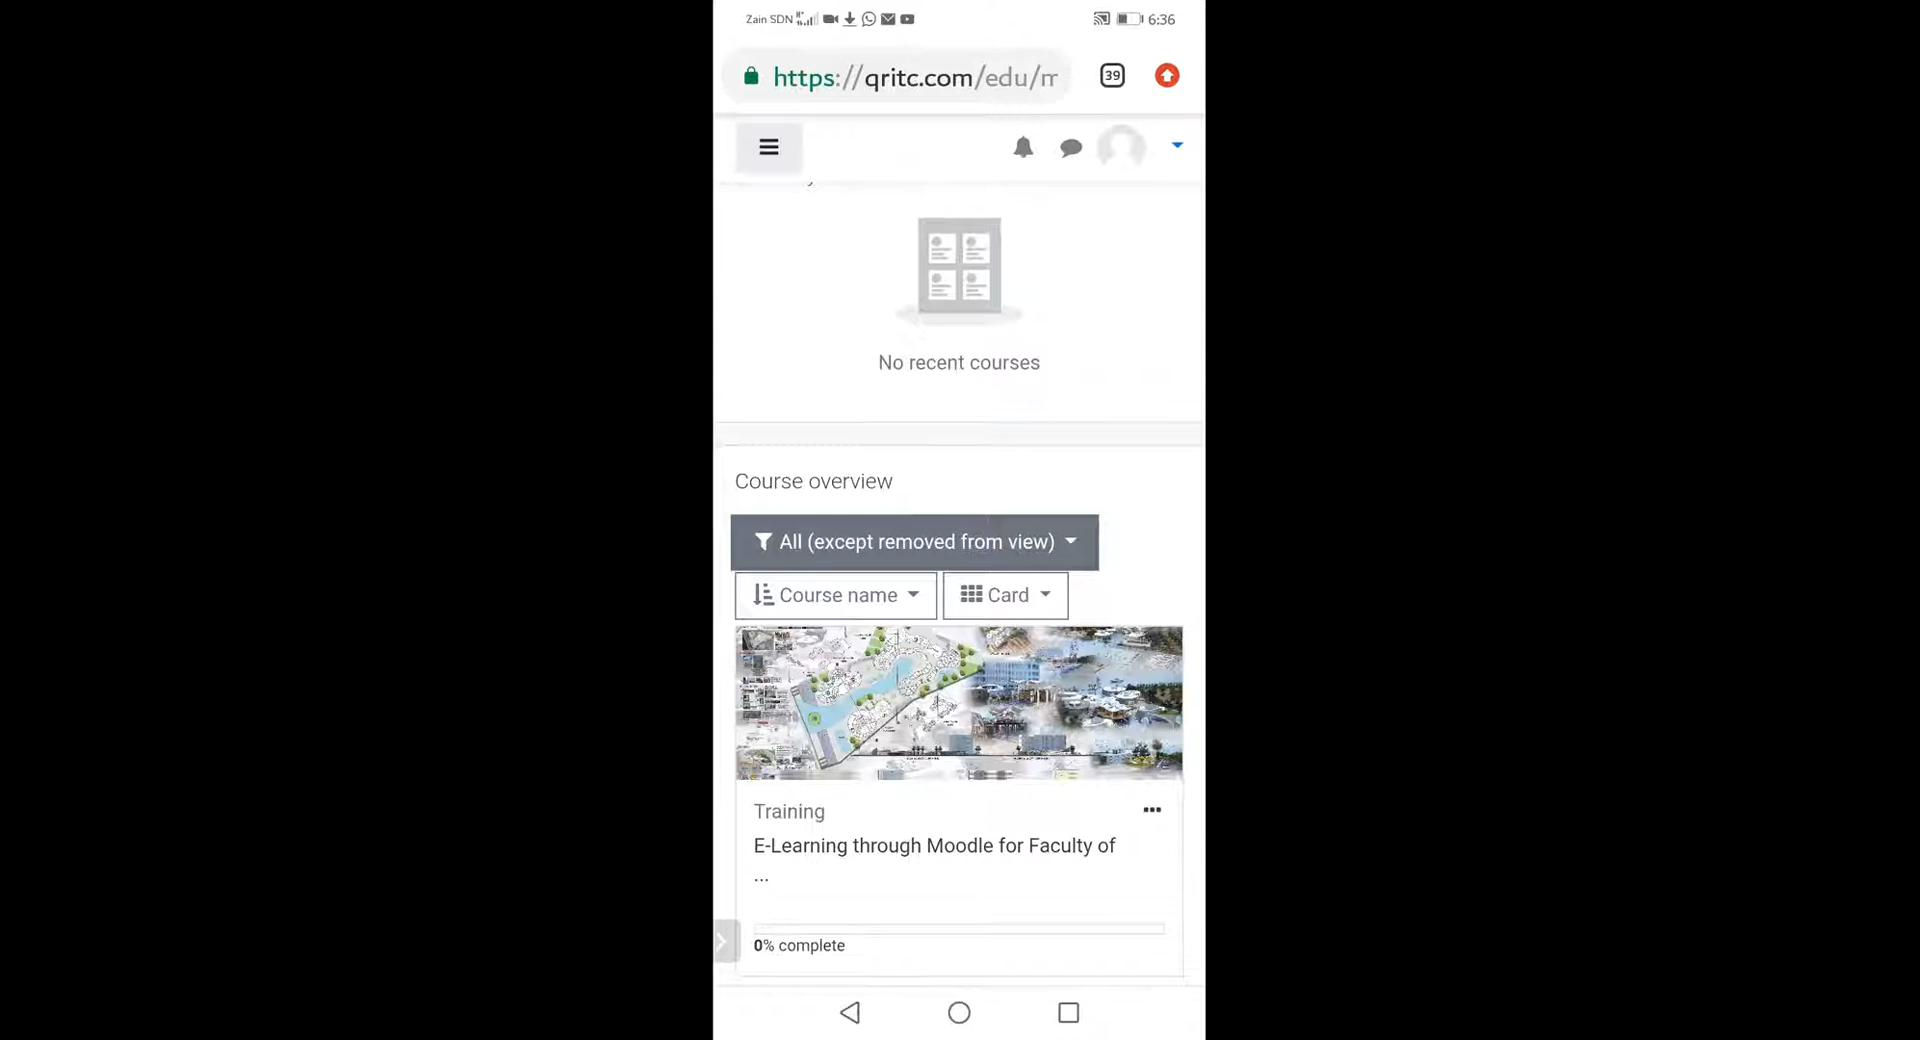 Zain SDN
6:36
https://qritc.com/edu/m
39
No recent courses
Course overview
All (except removed from view)
Course name
Card
Training
E-Learning through Moodle for Faculty of
...
0% complete